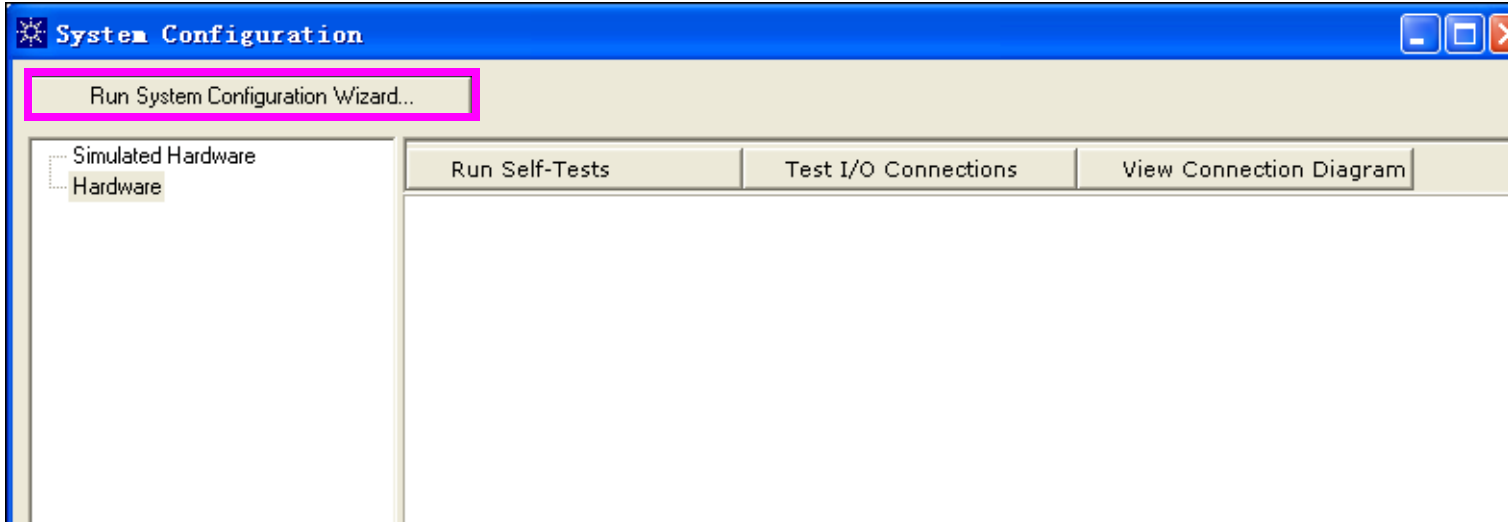 System Configuration
Run System Configuration Wizard...
Simulated Hardware
Hardware
Run Self-Tests
Test I/O Connections
View Connection Diagram